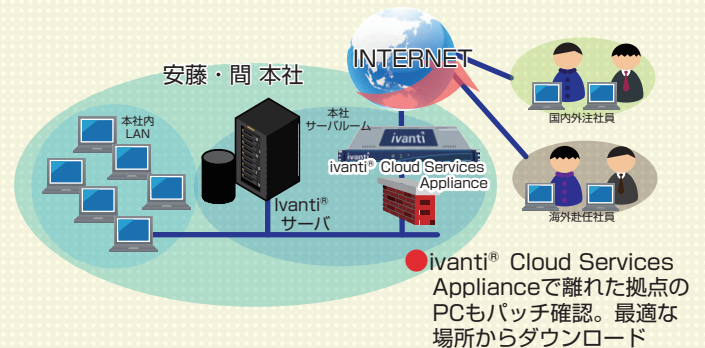 INTERNET
安藤・間 本社
本社内
LAN
本社
サーバルーム
ivanti
ivanti
ivanti® Cloud Services
Appliance
Ivanti®
サーバ
国内外注社員
海外赴任社員
●ivanti® Cloud Services
Applianceで離れた拠点の
PCもパッチ確認。最適な
場所からダウンロード